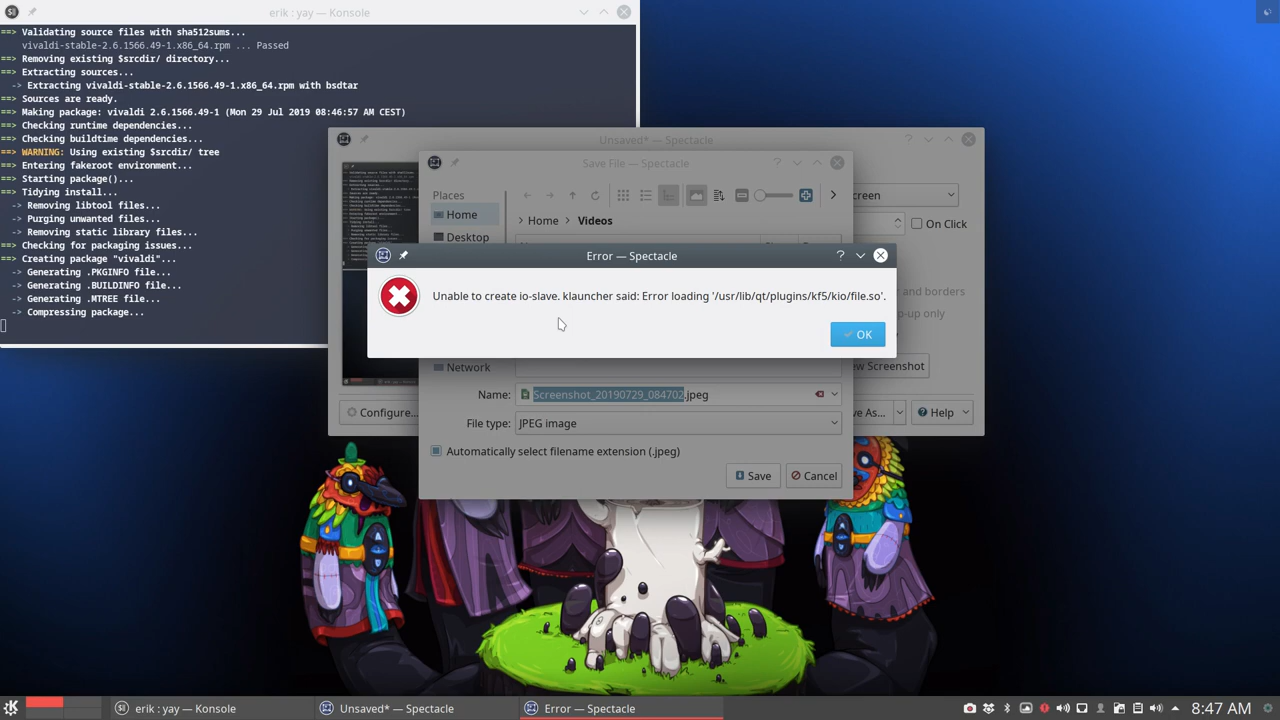 erik : yay — Konsole
==> Validating source files with sha512sums...
vivaldi-stable-2.6.1566.49-1.x86_64.rpm ... Passed
==> Removing existing $srcdir/ directory...
==> Extracting sources...
-> Extracting vivaldi-stable-2.6.1566.49-1.x86_64.rpm with bsdtar
==> Sources are ready.
==> Making package: vivaldi 2.6.1566.49-1 (Mon 29 Jul 2019 08:46:57 AM CEST)
==> Checking runtime dependencies...
==> Checking buildtime dependencies...
==> WARNING: Using existing $srcdir/ tree
==> Entering fakeroot environment...
==> Starting package()...
==> Tidying install...
-> Removing libtool files...
-> Purging unwanted files...
-> Removing static library files...
==> Checking for packaging issues...
==> Creating package "vivaldi"...
-> Generating .PKGINFO file...
-> Generating .BUILDINFO file...
-> Generating .MTREE file...
-> Compressing package...
Unsaved* — Spectacle
Save File — Spectacle
Places
Home
Desktop
> Home > Videos
creen
On Click
Error — Spectacle
Unable to create io-slave. klauncher said: Error loading '/usr/lib/qt/plugins/kf5/kio/file.so'.
OK
and borders
p-up only
Network
ew Screenshot
Name: Screenshot_20190729_084702.jpeg
File type: JPEG image
Automatically select filename extension (.jpeg)
Save
Cancel
Configure...
ve As...
Help
erik : yay — Konsole
Unsaved* — Spectacle
Error — Spectacle
8:47 AM